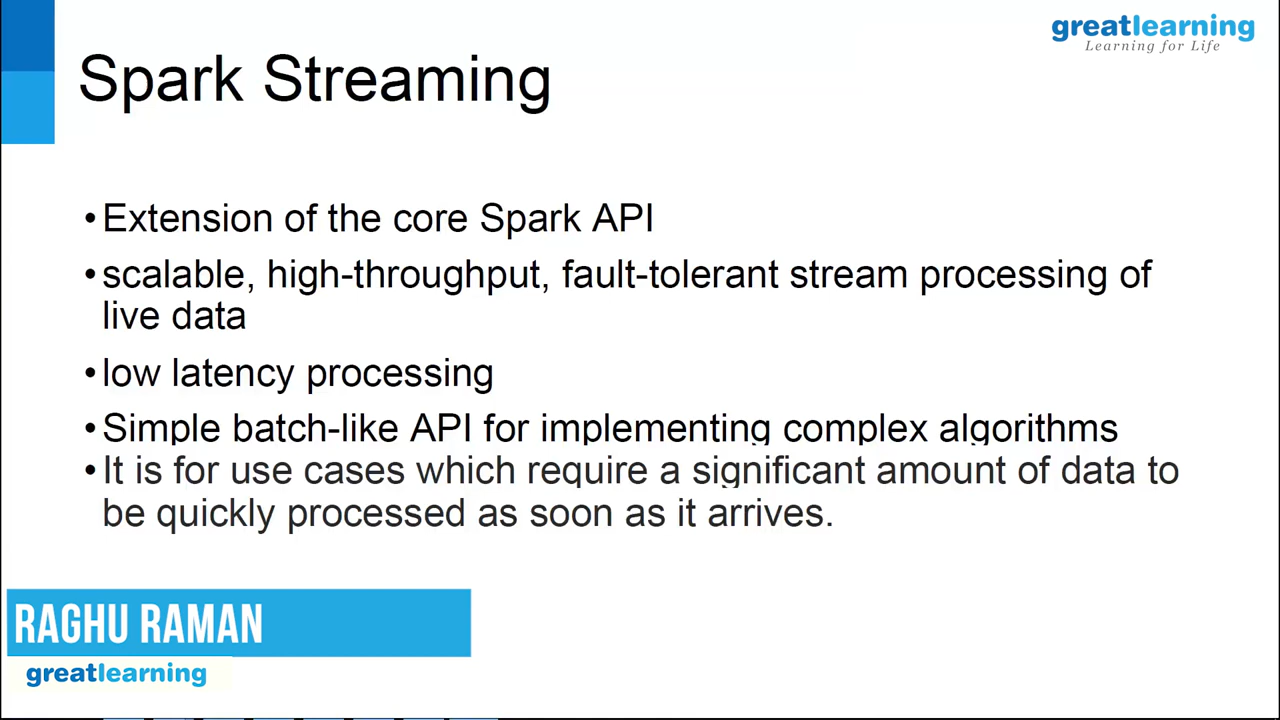 greatlearning
Learning for Life
Spark Streaming
•Extension of the core Spark API
•scalable, high-throughput, fault-tolerant stream processing of
live data
•low latency processing
•Simple batch-like API for implementing complex algorithms
•It is for use cases which require a significant amount of data to
be quickly processed as soon as it arrives.
RAGHU RAMAN
greatlearning